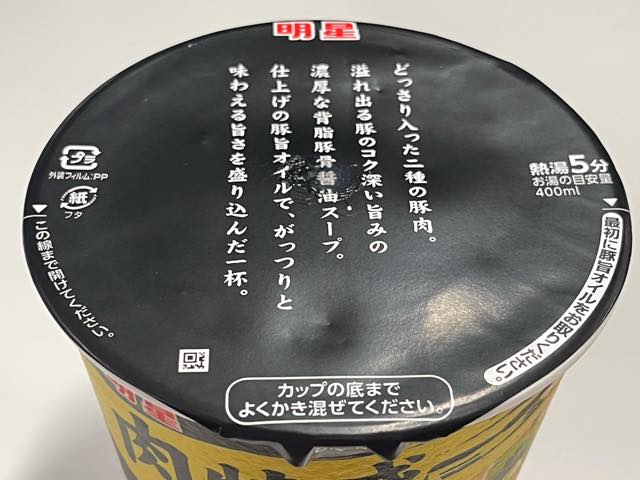 明星
どっさり入った二種の豚肉。
溢れ出る豚のコク深い旨みの
濃厚な背脂豚骨醤油スープ。
仕上げの豚旨オイルで、がっつりと
味わえる旨さを盛り込んだ一杯。
プラ
外装フィルム:PP
紙
フタ
この線まで開けてください。
熱湯5分
お湯の目安量
400ml
最初に豚旨オイルをお取りください。
カップの底まで
よくかき混ぜてください。
明星
肉